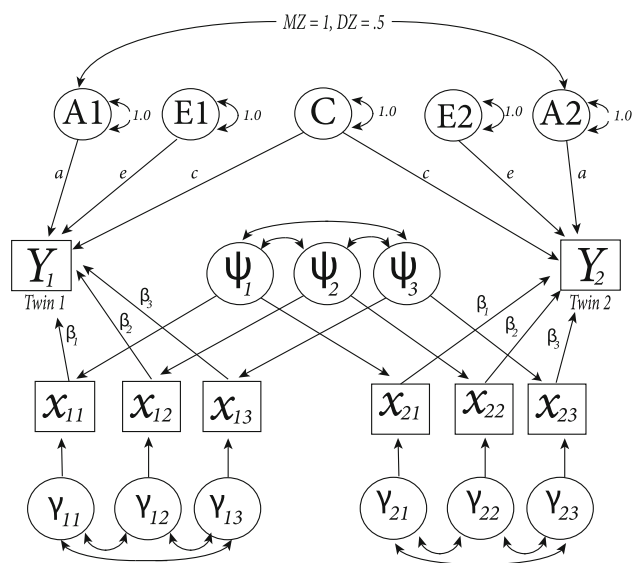 MZ = 1, DZ = .5
A1 1.0 E1 1.0 C 1.0 E2 1.0 A2 1.0
a e c c e a
Y1 ψ1 ψ2 ψ3 Y2
Twin 1 Twin 2
β1 β2 β3 β1 β2 β3
x11 x12 x13 x21 x22 x23
γ11 γ12 γ13 γ21 γ22 γ23